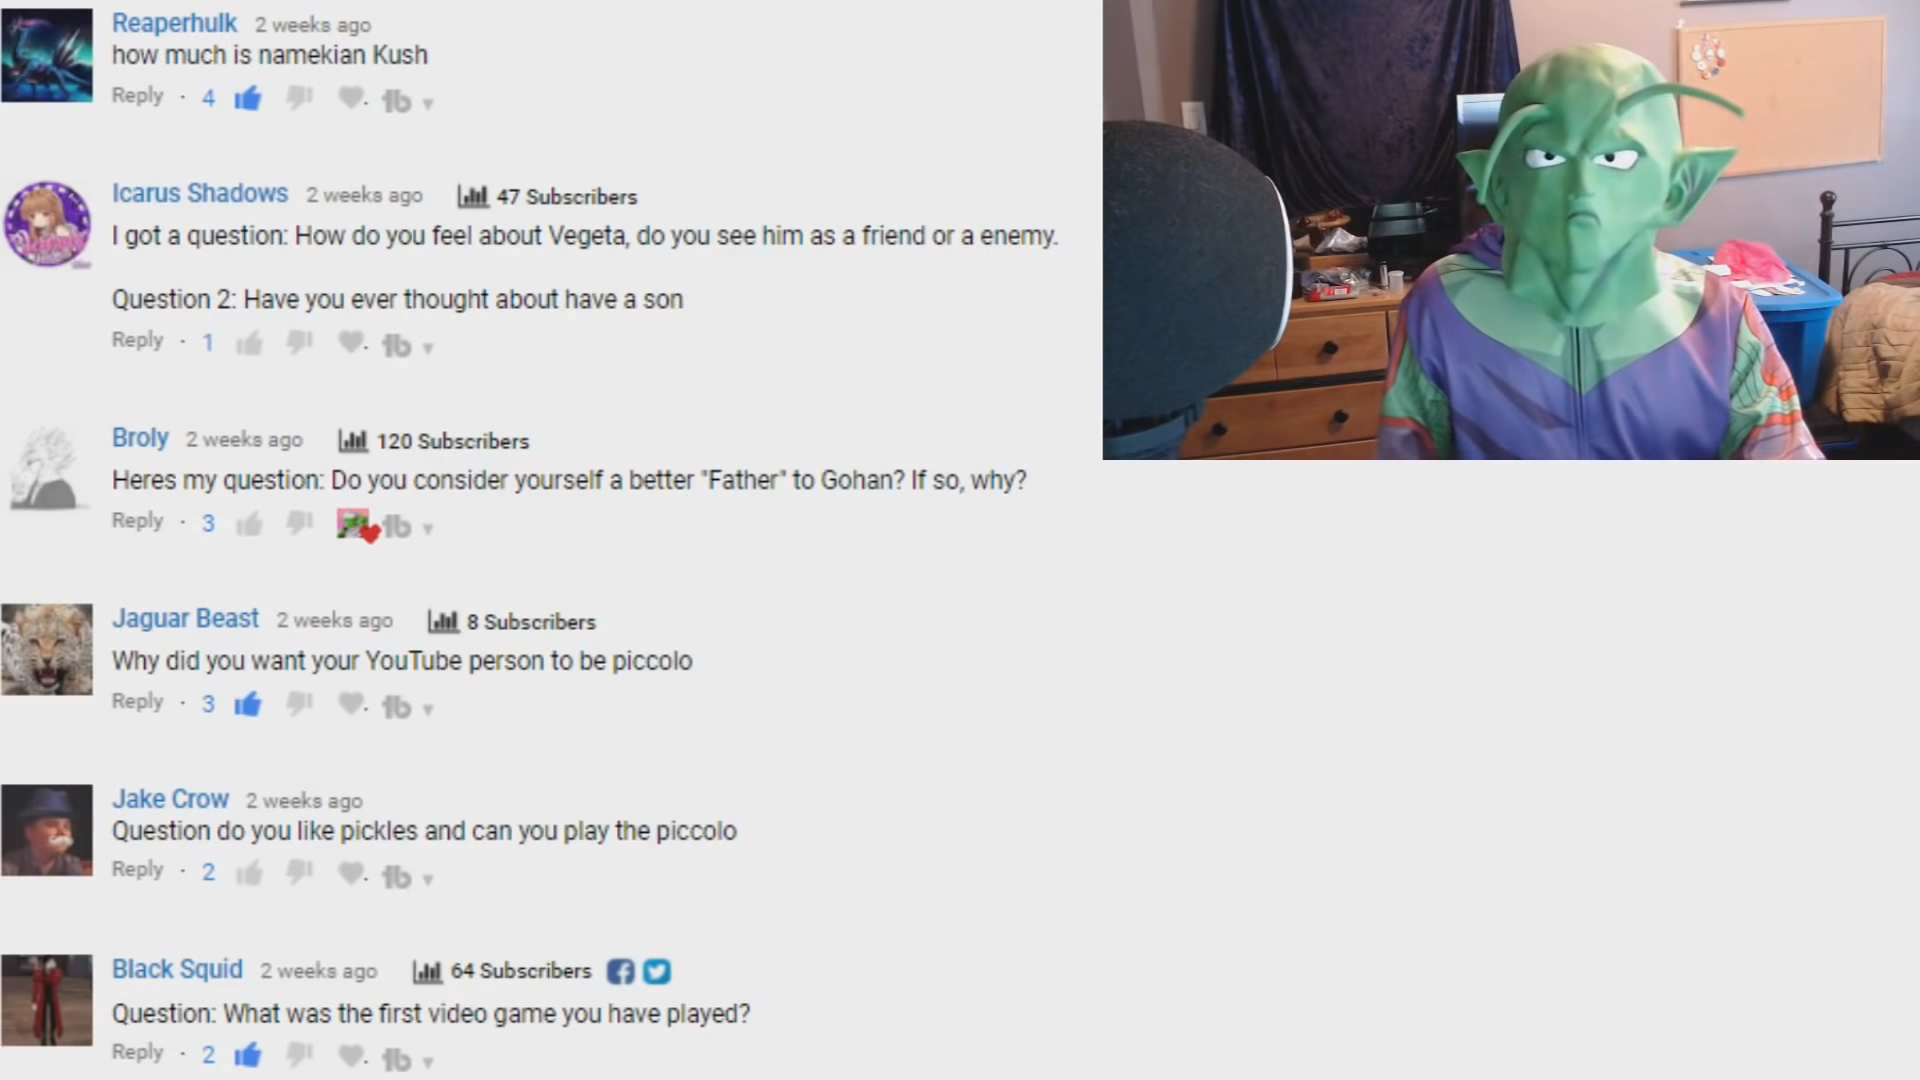 Reaperhulk 2 weeks ago
how much is namekian Kush
Reply · 4
Icarus Shadows 2 weeks ago 47 Subscribers
I got a question: How do you feel about Vegeta, do you see him as a friend or a enemy.
Question 2: Have you ever thought about have a son
Reply · 1
Broly 2 weeks ago 120 Subscribers
Heres my question: Do you consider yourself a better "Father" to Gohan? If so, why?
Reply · 3
Jaguar Beast 2 weeks ago 8 Subscribers
Why did you want your YouTube person to be piccolo
Reply · 3
Jake Crow 2 weeks ago
Question do you like pickles and can you play the piccolo
Reply · 2
Black Squid 2 weeks ago 64 Subscribers
Question: What was the first video game you have played?
Reply · 2